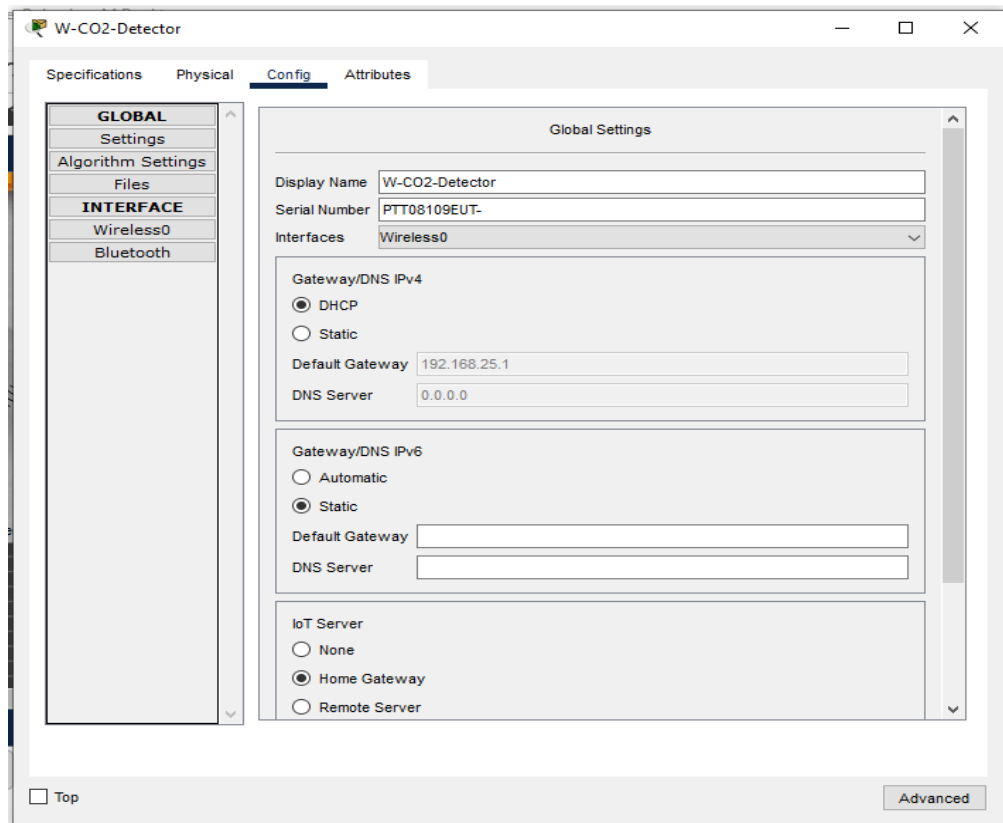 W-CO2-Detector
Specifications Physical Config Attributes
GLOBAL
Settings
Algorithm Settings
Files
INTERFACE
Wireless0
Bluetooth
Global Settings
Display Name W-CO2-Detector
Serial Number PTT08109EUT-
Interfaces Wireless0
Gateway/DNS IPv4
DHCP
Static
Default Gateway 192.168.25.1
DNS Server 0.0.0.0
Gateway/DNS IPv6
Automatic
Static
Default Gateway
DNS Server
IoT Server
None
Home Gateway
Remote Server
Top
Advanced